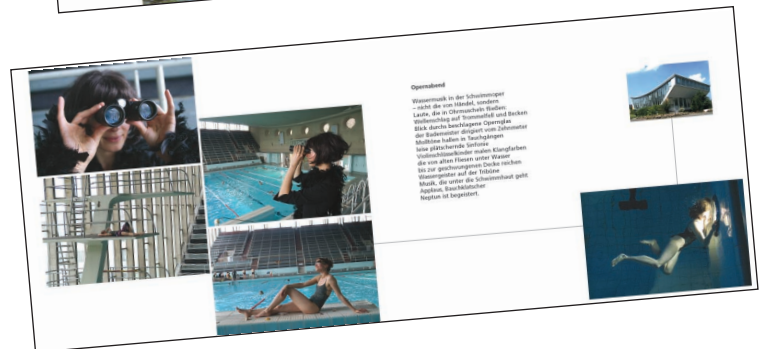 Opernabend
Wassermusik in der Schwimmoper
– nicht die von Händel, sondern
Laute, die in Ohrmuscheln fließen:
Wellenschlag auf Trommelfell und Becken
Blick durchs beschlagene Opernglas
der Bademeister dirigiert vom Zehnmeter
Molltöne hallen in Tauchgängen
leise plätschernde Sinfonie
Violinschlüsselkinder malen Klangfarben
die von alten Fliesen unter Wasser
bis zur geschwungenen Decke reichen
Wassergeister auf der Tribüne
Musik, die unter die Schwimmhaut geht
Applaus, Bauchklatscher
Neptun ist begeistert.